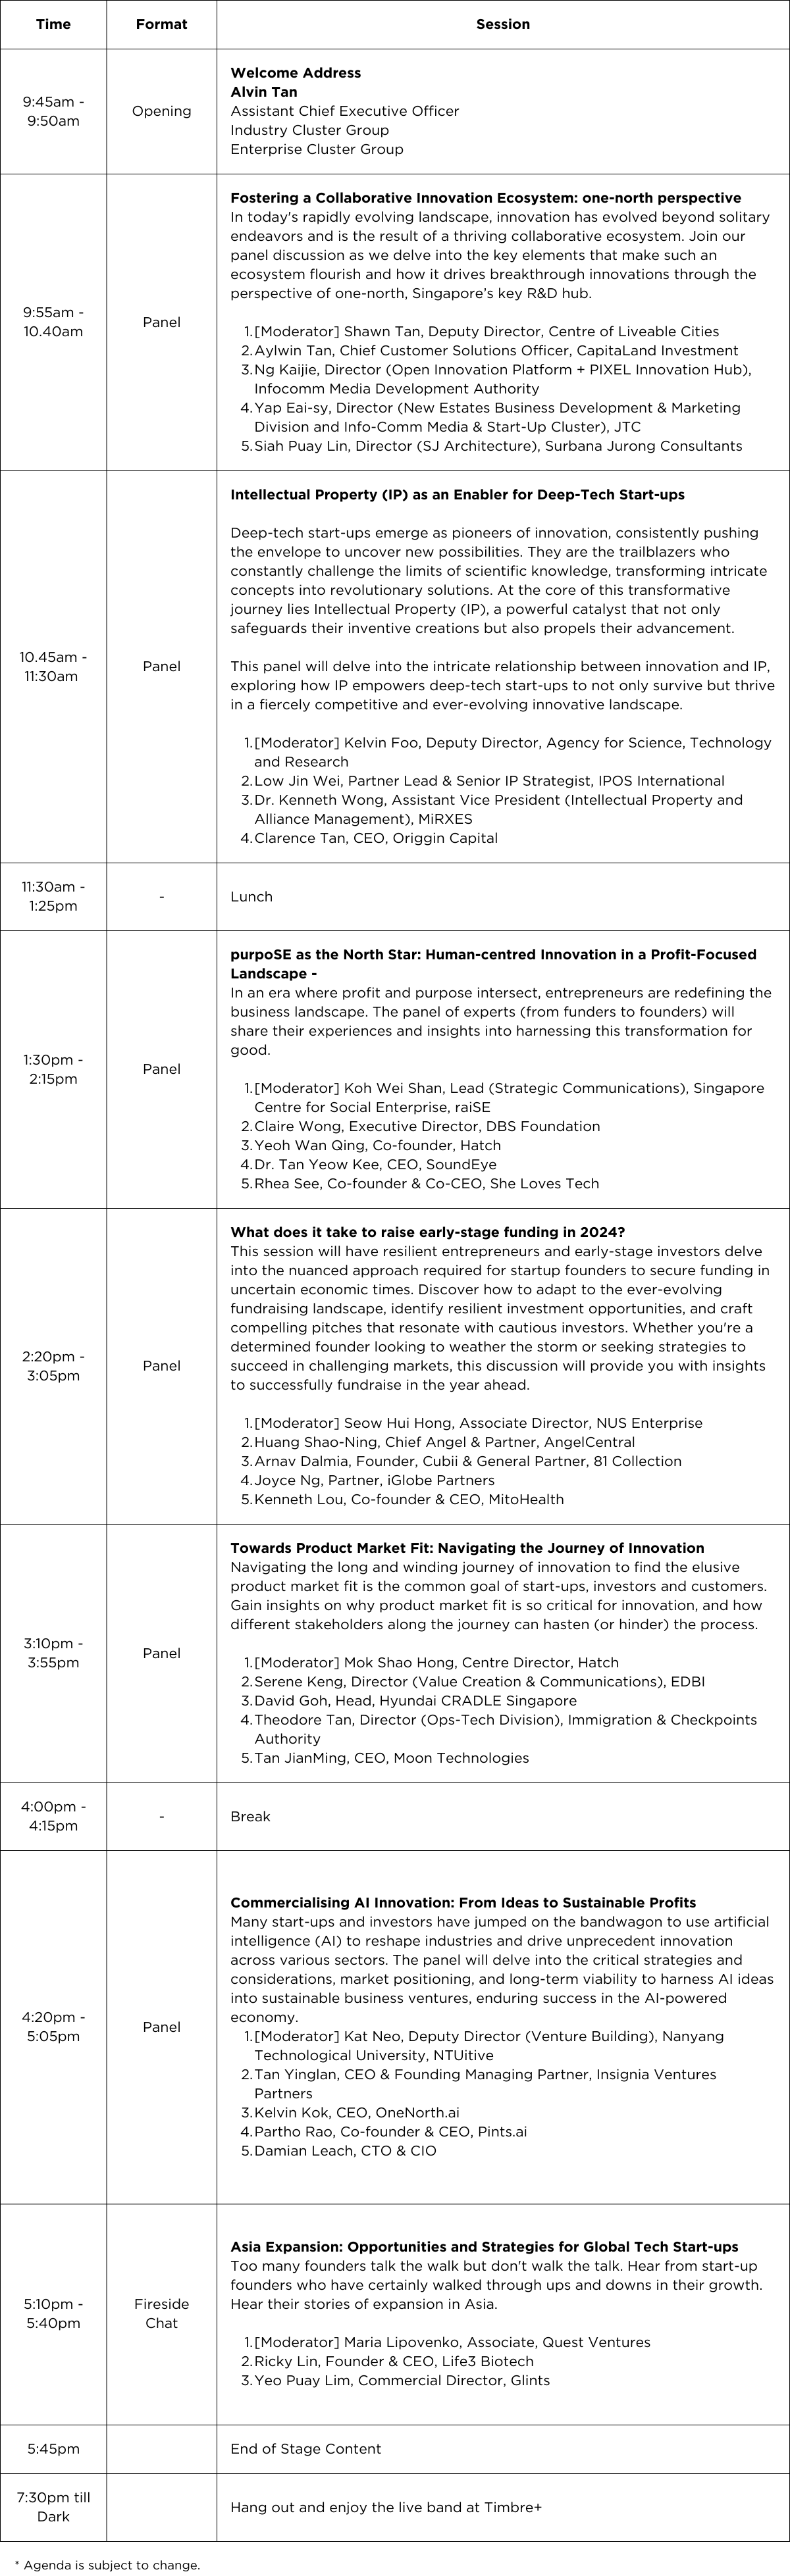 Time Format Session
9:45am -
9:50am
Opening
Welcome Address
Alvin Tan
Assistant Chief Executive Officer
Industry Cluster Group
Enterprise Cluster Group
9:55am -
10.40am
Panel
Fostering a Collaborative Innovation Ecosystem: one-north perspective
In today's rapidly evolving landscape, innovation has evolved beyond solitary
endeavors and is the result of a thriving collaborative ecosystem. Join our
panel discussion as we delve into the key elements that make such an
ecosystem flourish and how it drives breakthrough innovations through the
perspective of one-north, Singapore’s key R&D hub.
1. [Moderator] Shawn Tan, Deputy Director, Centre of Liveable Cities
2. Aylwin Tan, Chief Customer Solutions Officer, CapitaLand Investment
3. Ng Kaijie, Director (Open Innovation Platform + PIXEL Innovation Hub),
Infocomm Media Development Authority
4. Yap Eai-sy, Director (New Estates Business Development & Marketing
Division and Info-Comm Media & Start-Up Cluster), JTC
5. Siah Puay Lin, Director (SJ Architecture), Surbana Jurong Consultants
10.45am -
11:30am
Panel
Intellectual Property (IP) as an Enabler for Deep-Tech Start-ups
Deep-tech start-ups emerge as pioneers of innovation, consistently pushing
the envelope to uncover new possibilities. They are the trailblazers who
constantly challenge the limits of scientific knowledge, transforming intricate
concepts into revolutionary solutions. At the core of this transformative
journey lies Intellectual Property (IP), a powerful catalyst that not only
safeguards their inventive creations but also propels their advancement.
This panel will delve into the intricate relationship between innovation and IP,
exploring how IP empowers deep-tech start-ups to not only survive but thrive
in a fiercely competitive and ever-evolving innovative landscape.
1. [Moderator] Kelvin Foo, Deputy Director, Agency for Science, Technology
and Research
2. Low Jin Wei, Partner Lead & Senior IP Strategist, IPOS International
3. Dr. Kenneth Wong, Assistant Vice President (Intellectual Property and
Alliance Management), MiRXES
4. Clarence Tan, CEO, Origgin Capital
11:30am -
1:25pm
-
Lunch
1:30pm -
2:15pm
Panel
purpoSE as the North Star: Human-centred Innovation in a Profit-Focused
Landscape -
In an era where profit and purpose intersect, entrepreneurs are redefining the
business landscape. The panel of experts (from funders to founders) will
share their experiences and insights into harnessing this transformation for
good.
1. [Moderator] Koh Wei Shan, Lead (Strategic Communications), Singapore
Centre for Social Enterprise, raiSE
2. Claire Wong, Executive Director, DBS Foundation
3. Yeoh Wan Qing, Co-founder, Hatch
4. Dr. Tan Yeow Kee, CEO, SoundEye
5. Rhea See, Co-founder & Co-CEO, She Loves Tech
2:20pm -
3:05pm
Panel
What does it take to raise early-stage funding in 2024?
This session will have resilient entrepreneurs and early-stage investors delve
into the nuanced approach required for startup founders to secure funding in
uncertain economic times. Discover how to adapt to the ever-evolving
fundraising landscape, identify resilient investment opportunities, and craft
compelling pitches that resonate with cautious investors. Whether you're a
determined founder looking to weather the storm or seeking strategies to
succeed in challenging markets, this discussion will provide you with insights
to successfully fundraise in the year ahead.
1. [Moderator] Seow Hui Hong, Associate Director, NUS Enterprise
2. Huang Shao-Ning, Chief Angel & Partner, AngelCentral
3. Arnav Dalmia, Founder, Cubii & General Partner, 81 Collection
4. Joyce Ng, Partner, iGlobe Partners
5. Kenneth Lou, Co-founder & CEO, MitoHealth
3:10pm -
3:55pm
Panel
Towards Product Market Fit: Navigating the Journey of Innovation
Navigating the long and winding journey of innovation to find the elusive
product market fit is the common goal of start-ups, investors and customers.
Gain insights on why product market fit is so critical for innovation, and how
different stakeholders along the journey can hasten (or hinder) the process.
1. [Moderator] Mok Shao Hong, Centre Director, Hatch
2. Serene Keng, Director (Value Creation & Communications), EDBI
3. David Goh, Head, Hyundai CRADLE Singapore
4. Theodore Tan, Director (Ops-Tech Division), Immigration & Checkpoints
Authority
5. Tan JianMing, CEO, Moon Technologies
4:00pm -
4:15pm
-
Break
4:20pm -
5:05pm
Panel
Commercialising AI Innovation: From Ideas to Sustainable Profits
Many start-ups and investors have jumped on the bandwagon to use artificial
intelligence (AI) to reshape industries and drive unprecedent innovation
across various sectors. The panel will delve into the critical strategies and
considerations, market positioning, and long-term viability to harness AI ideas
into sustainable business ventures, enduring success in the AI-powered
economy.
1. [Moderator] Kat Neo, Deputy Director (Venture Building), Nanyang
Technological University, NTUitive
2. Tan Yinglan, CEO & Founding Managing Partner, Insignia Ventures
Partners
3. Kelvin Kok, CEO, OneNorth.ai
4. Partho Rao, Co-founder & CEO, Pints.ai
5. Damian Leach, CTO & CIO
5:10pm -
5:40pm
Fireside
Chat
Asia Expansion: Opportunities and Strategies for Global Tech Start-ups
Too many founders talk the walk but don't walk the talk. Hear from start-up
founders who have certainly walked through ups and downs in their growth.
Hear their stories of expansion in Asia.
1. [Moderator] Maria Lipovenko, Associate, Quest Ventures
2. Ricky Lin, Founder & CEO, Life3 Biotech
3. Yeo Puay Lim, Commercial Director, Glints
5:45pm
End of Stage Content
7:30pm till
Dark
Hang out and enjoy the live band at Timbre+
* Agenda is subject to change.